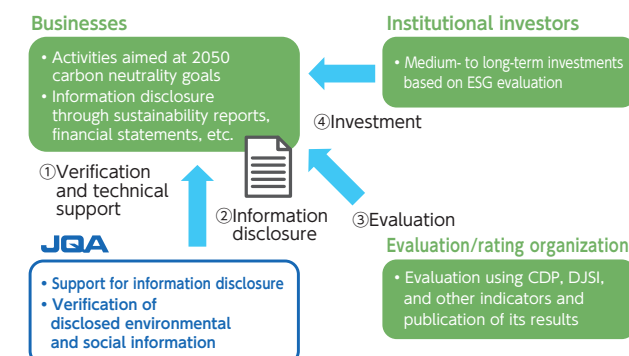 Businesses
• Activities aimed at 2050
carbon neutrality goals
• Information disclosure
through sustainability reports,
financial statements, etc.
Institutional investors
• Medium- to long-term investments
based on ESG evaluation
④Investment
①Verification
and technical
support
②Information
disclosure
③Evaluation
JQA
• Support for information disclosure
• Verification of
disclosed environmental
and social information
Evaluation/rating organization
• Evaluation using CDP, DJSI,
and other indicators and
publication of its results